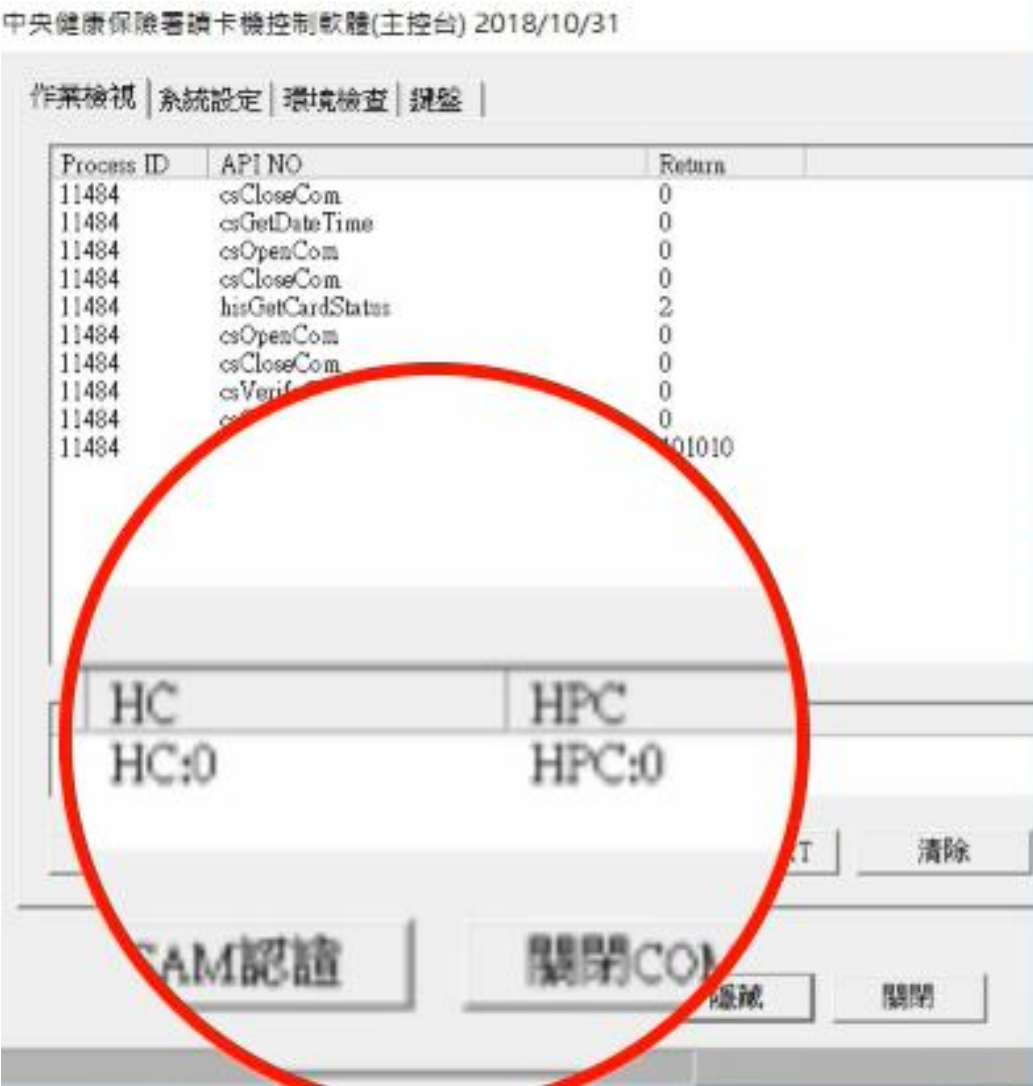 中央健康保險署讀卡機控制軟體(主控台) 2018/10/31
作業檢視 系統設定 環境檢查 鍵盤
Process ID API NO Return
11484 csCloseCom 0
11484 csGetDateTime 0
11484 csOpenCom 0
11484 csCloseCom 0
11484 hisGetCardStatus 2
11484 csOpenCom 0
11484 csCloseCom 0
11484 csVerif 0
11484 0
11484 101010
HC HPC
HC:0 HPC:0
清除
AM認證 關閉COM
隱藏 關閉